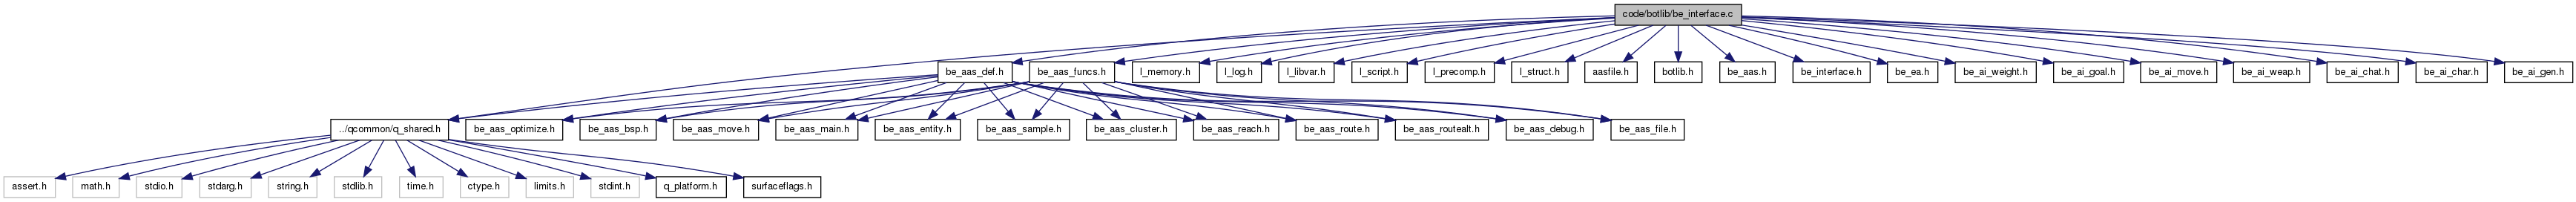 code/botlib/be_interface.c
be_aas_def.h be_aas_funcs.h l_memory.h l_log.h l_libvar.h l_script.h l_precomp.h l_struct.h aasfile.h botlib.h be_aas.h be_interface.h be_ea.h be_ai_weight.h be_ai_goal.h be_ai_move.h be_ai_weap.h be_ai_chat.h be_ai_char.h be_ai_gen.h
../qcommon/q_shared.h be_aas_optimize.h be_aas_bsp.h be_aas_move.h be_aas_main.h be_aas_entity.h be_aas_sample.h be_aas_cluster.h be_aas_reach.h be_aas_route.h be_aas_routealt.h be_aas_debug.h be_aas_file.h
assert.h math.h stdio.h stdarg.h string.h stdlib.h time.h ctype.h limits.h stdint.h q_platform.h surfaceflags.h